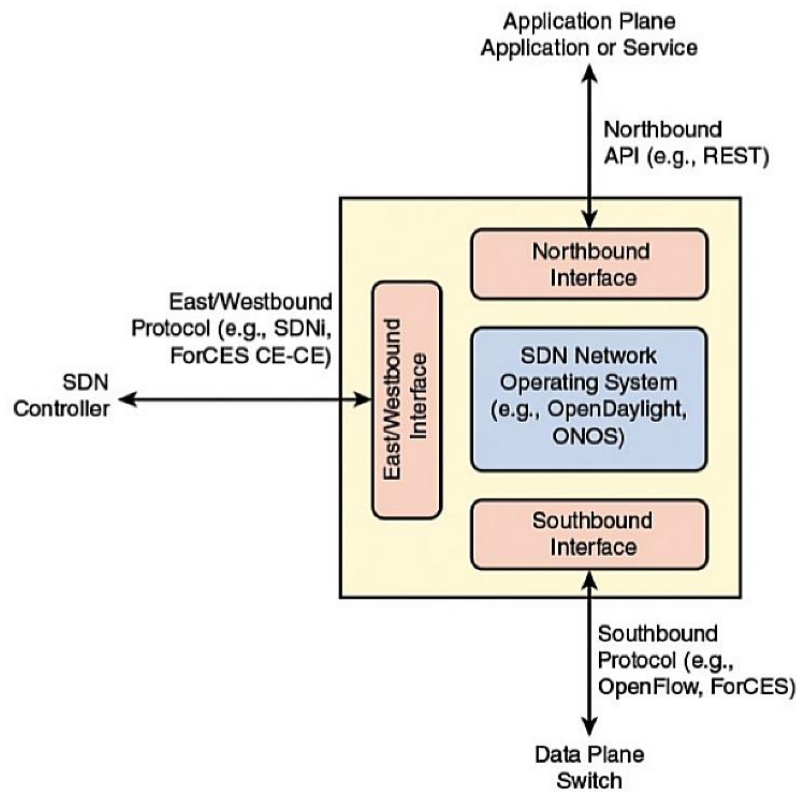 Application Plane
Application or Service
Northbound
API (e.g., REST)
Northbound
Interface
East/Westbound
Protocol (e.g., SDNi,
ForCES CE-CE)
SDN
Controller
East/Westbound
Interface
SDN Network
Operating System
(e.g., OpenDaylight,
ONOS)
Southbound
Interface
Southbound
Protocol (e.g.,
OpenFlow, ForCES)
Data Plane
Switch